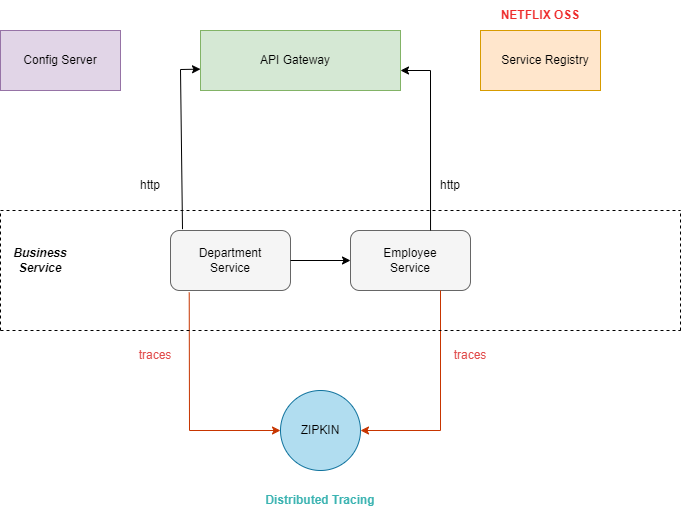 NETFLIX OSS
Config Server
API Gateway
Service Registry
http
http
Business
Service
Department
Service
Employee
Service
traces
traces
ZIPKIN
Distributed Tracing